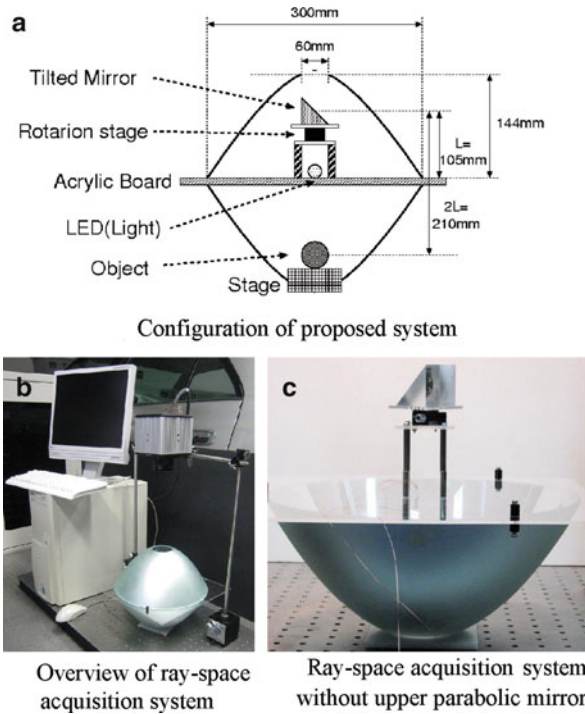 a
300mm
60mm
Tilted Mirror
Rotarion stage
144mm
L=
105mm
Acrylic Board
2L=
210mm
LED(Light)
Object
Stage
Configuration of proposed system
b
c
Overview of ray-space
acquisition system
Ray-space acquisition system
without upper parabolic mirror